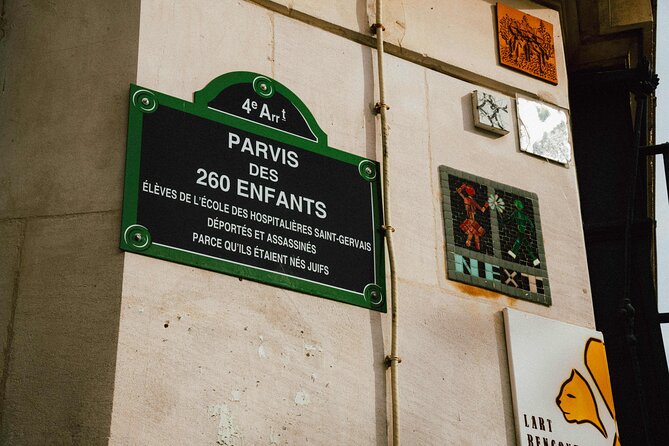 4e Arrt
PARVIS
DES
260 ENFANTS
ÉLÈVES DE L'ÉCOLE DES HOSPITALIÈRES SAINT-GERVAIS
DÉPORTÉS ET ASSASSINÉS
PARCE QU'ILS ÉTAIENT NÉS JUIFS
NEXT
LART